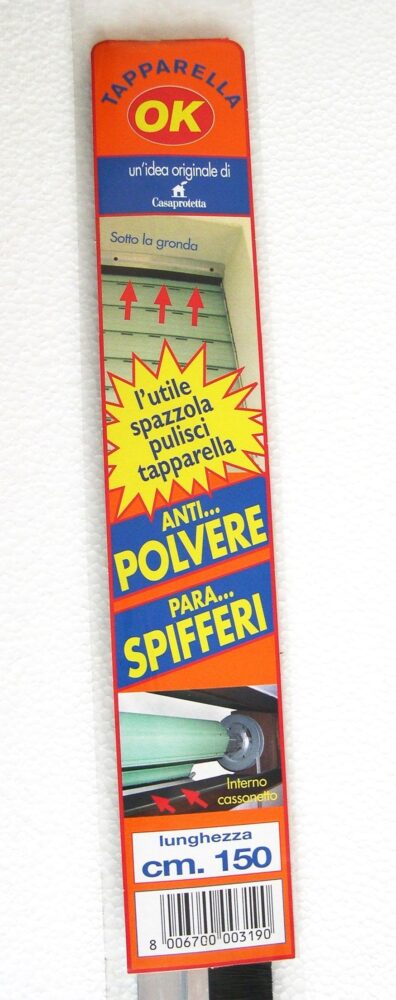 TAPPARELLA
OK
un'idea originale di
Casaprotetta
Sotto la gronda
l'utile
spazzola
pulisci
tapparella
ANTI...
POLVERE
PARA...
SPIFFERI
Interno
cassonetto
lunghezza
cm. 150
8 006700 003190